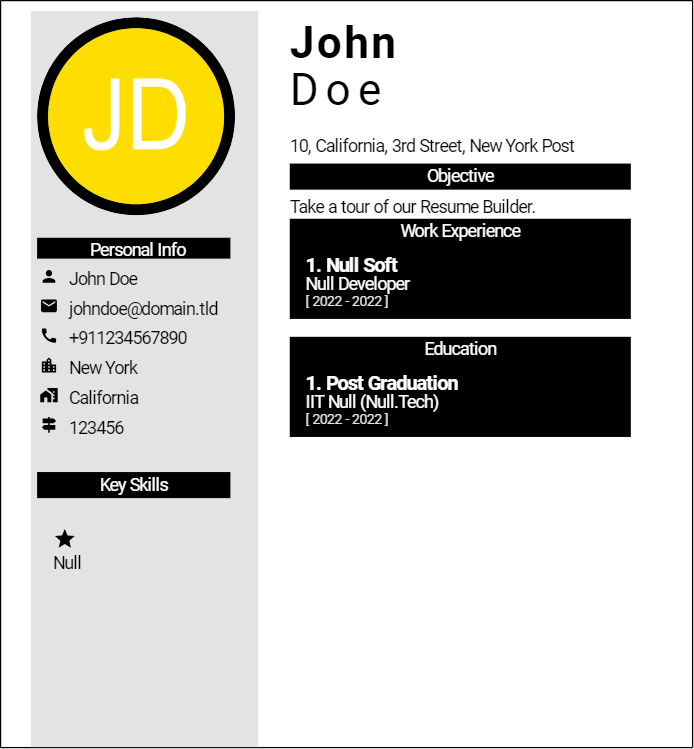 JD
Personal Info
John Doe
johndoe@domain.tld
+911234567890
New York
California
123456
Key Skills
Null
John
Doe
10, California, 3rd Street, New York Post
Objective
Take a tour of our Resume Builder.
Work Experience
1. Null Soft
Null Developer
[ 2022 - 2022 ]
Education
1. Post Graduation
IIT Null (Null.Tech)
[ 2022 - 2022 ]